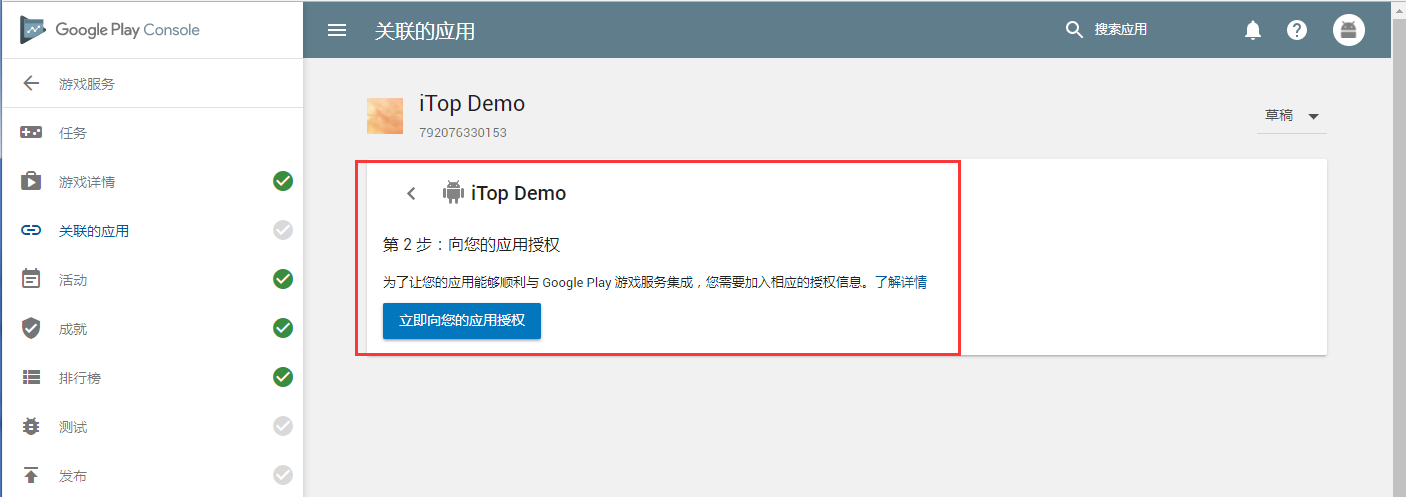 Google Play Console
关联的应用
搜索应用
游戏服务
任务
游戏详情
关联的应用
活动
成就
排行榜
测试
发布
iTop Demo
792076330153
草稿
iTop Demo
第 2 步：向您的应用授权
为了让您的应用能够顺利与 Google Play 游戏服务集成，您需要加入相应的授权信息。了解详情
立即向您的应用授权